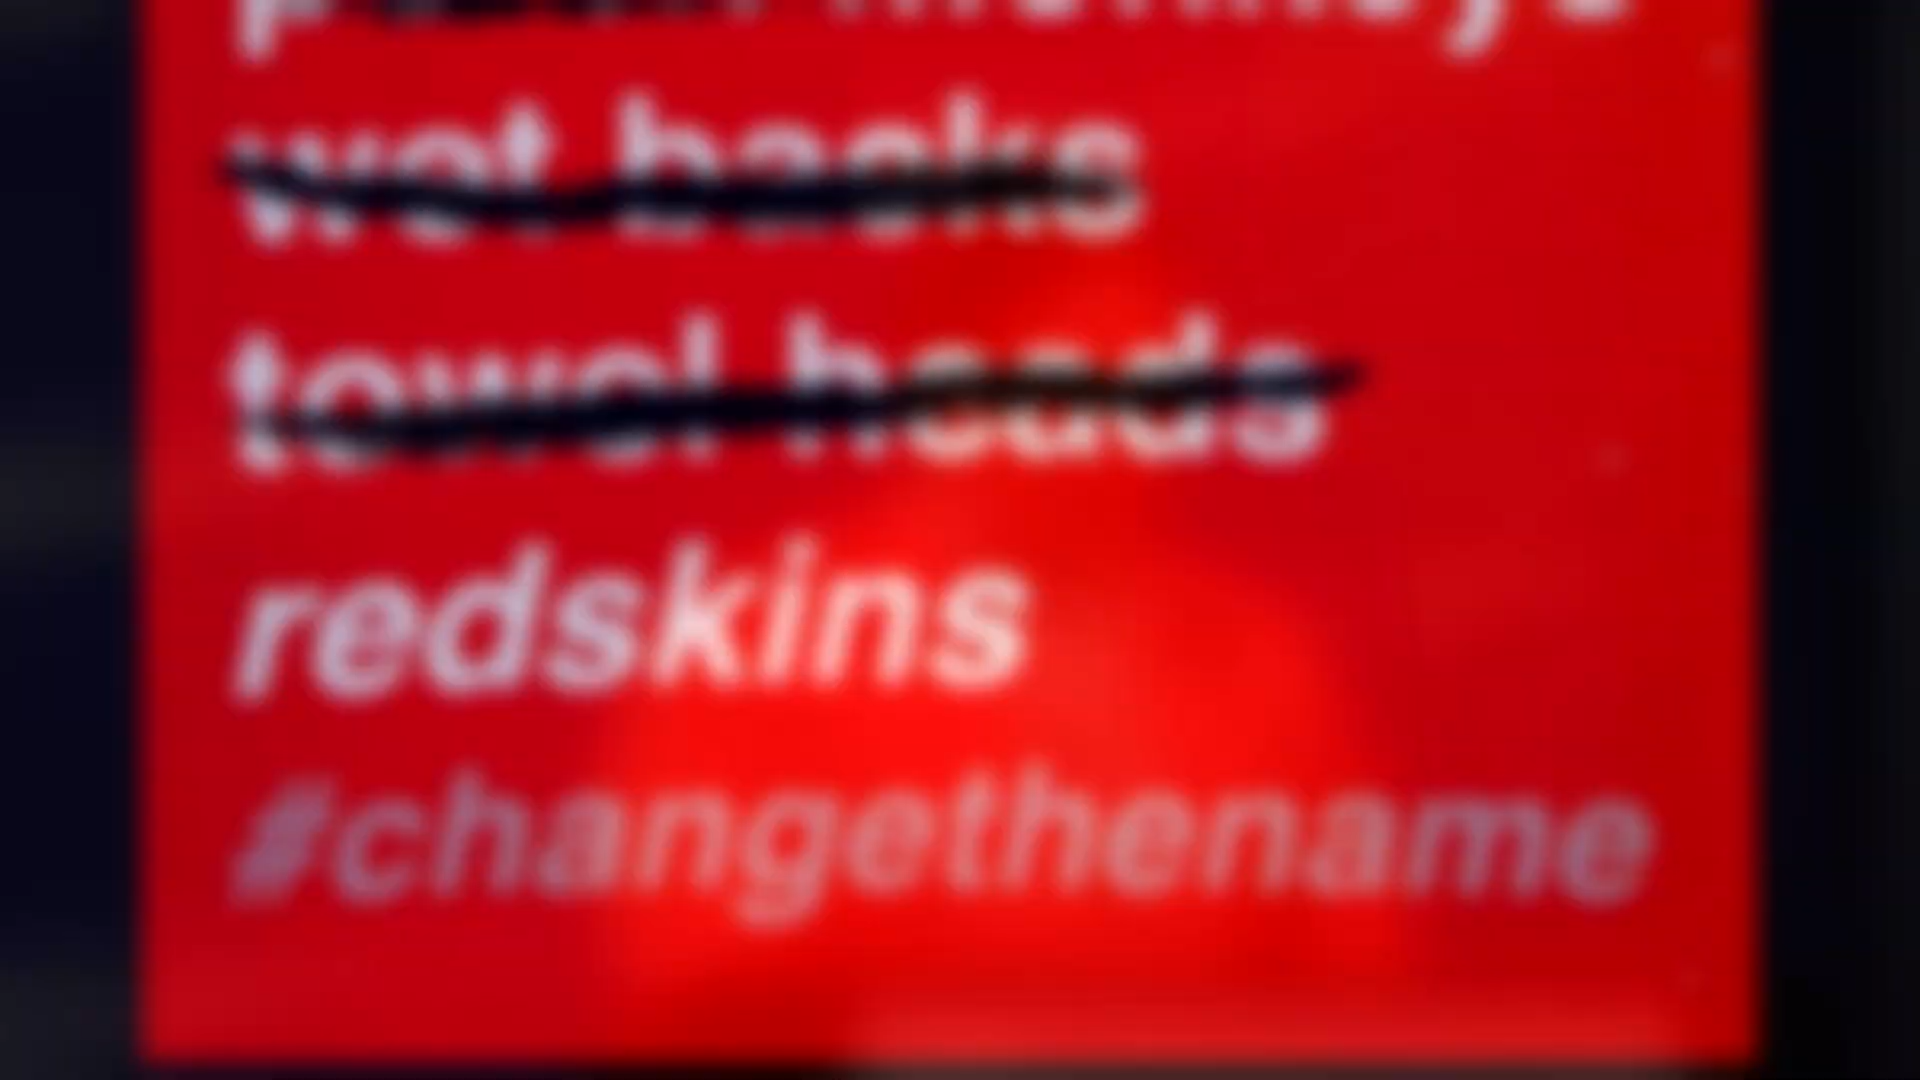 wet backs
towel heads
redskins
#changethename